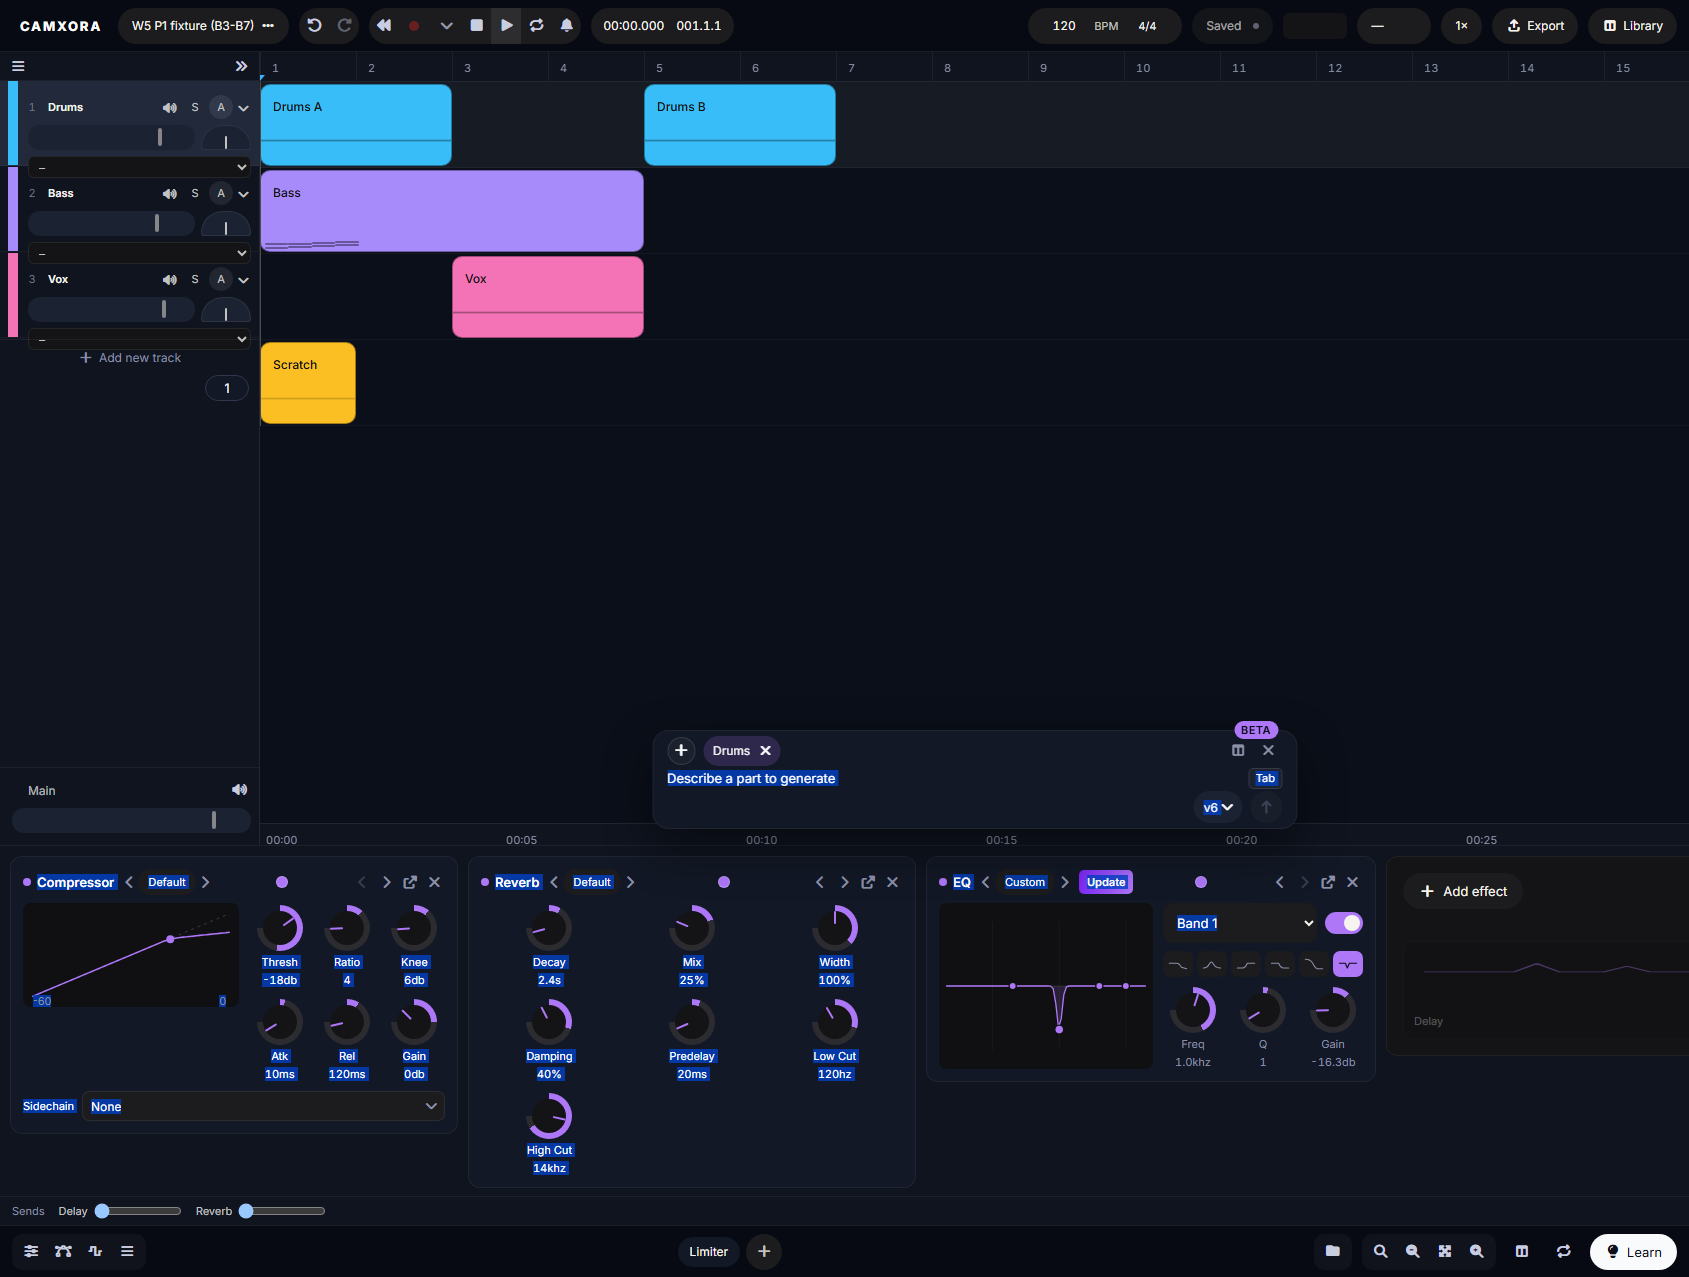 CAMXORA W5 P1 fixture (B3-B7) ••• 00:00.000 001.1.1 120 BPM 4/4 Saved — 1× Export Library
1 2 3 4 5 6 7 8 9 10 11 12 13 14 15
1 Drums S A
–
Drums A
Drums B
2 Bass S A
–
Bass
3 Vox S A
–
Vox
Add new track
1
Scratch
BETA
Drums
Describe a part to generate
Tab
v6
Main
00:00 00:05 00:10 00:15 00:20 00:25
Compressor Default
-60 0
Thresh Ratio Knee
-18db 4 6db
Atk Rel Gain
10ms 120ms 0db
Sidechain None
Reverb Default
Decay Mix Width
2.4s 25% 100%
Damping Predelay Low Cut
40% 20ms 120hz
High Cut
14khz
EQ Custom Update
Band 1
Freq Q Gain
1.0khz 1 -16.3db
Add effect
Delay
Sends Delay Reverb
Limiter
Learn